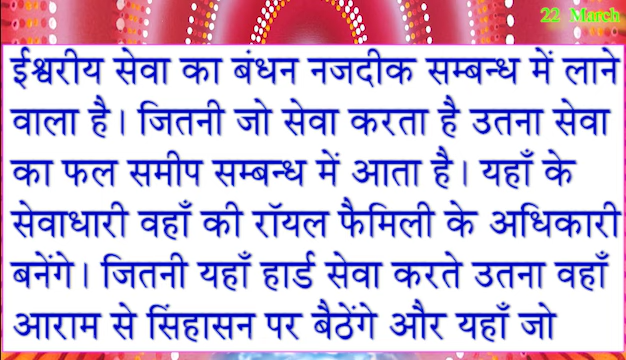 22 March
ईश्वरीय सेवा का बंधन नजदीक सम्बन्ध में लाने
वाला है। जितनी जो सेवा करता है उतना सेवा
का फल समीप सम्बन्ध में आता है। यहाँ के
सेवाधारी वहाँ की रॉयल फैमिली के अधिकारी
बनेंगे। जितनी यहाँ हार्ड सेवा करते उतना वहाँ
आराम से सिंहासन पर बैठेंगे और यहाँ जो